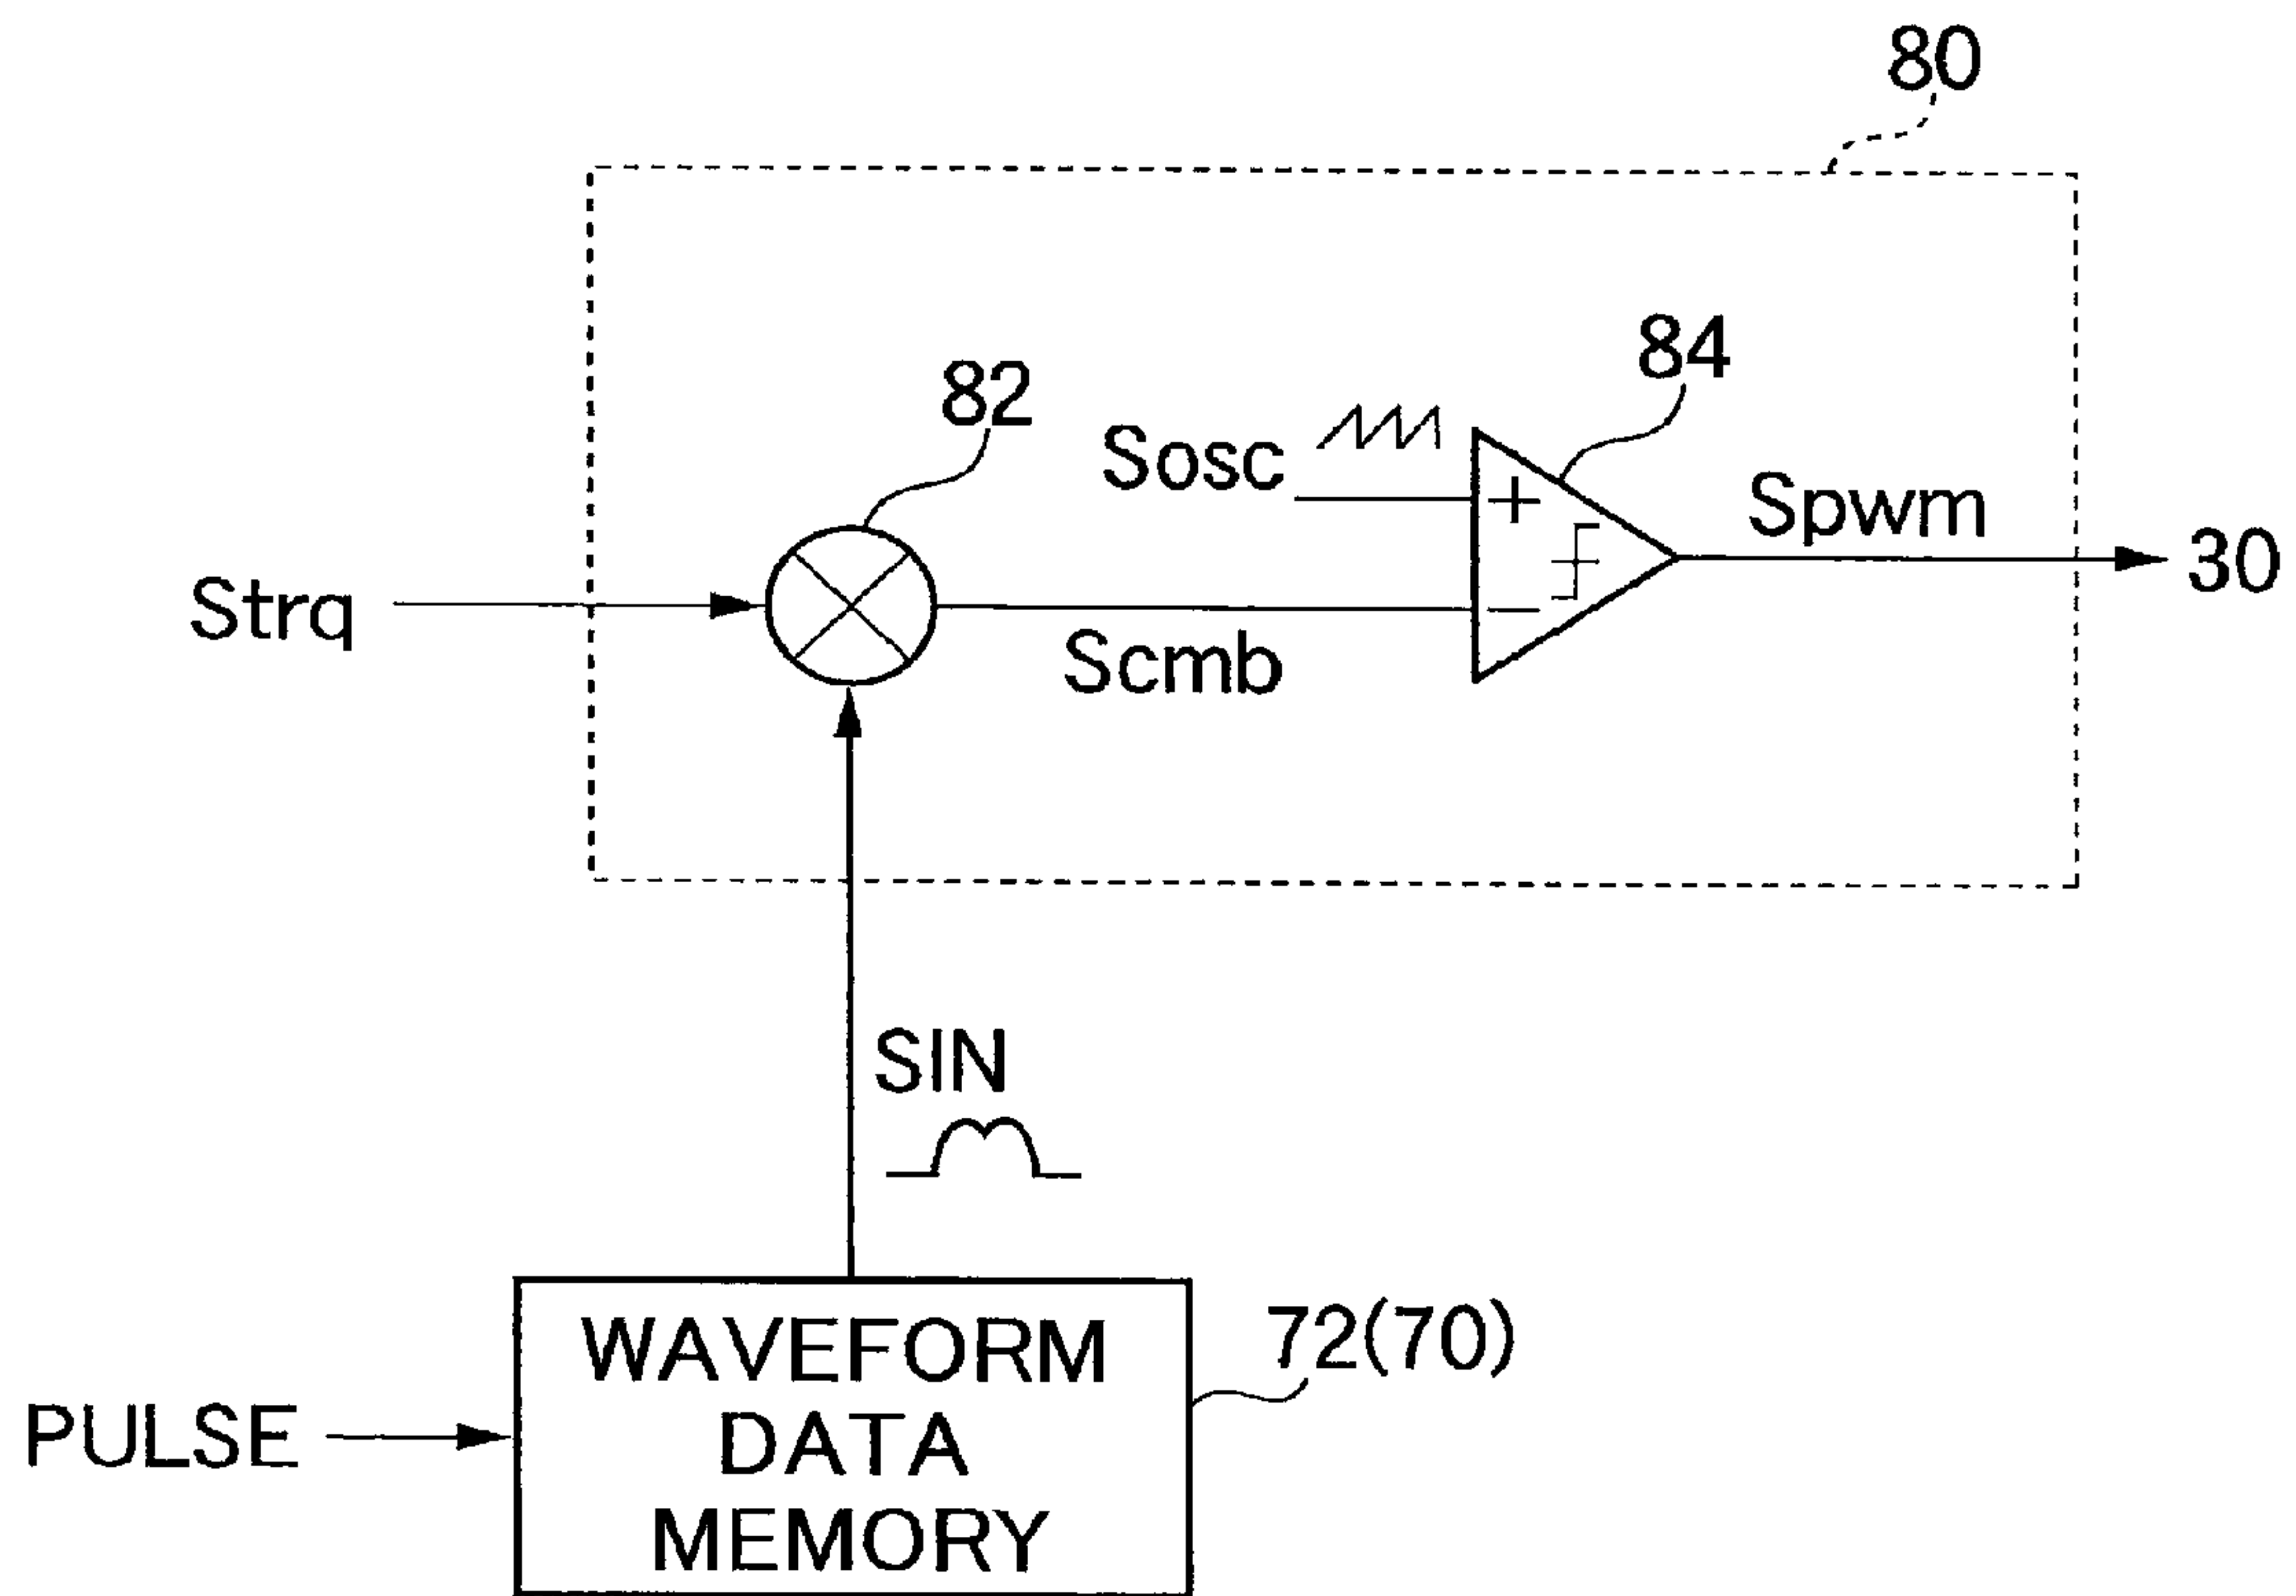 80
84
82
Sosc
+
Spwm
30
Strq
−
Scmb
SIN
72(70)
WAVEFORM
DATA
MEMORY
PULSE